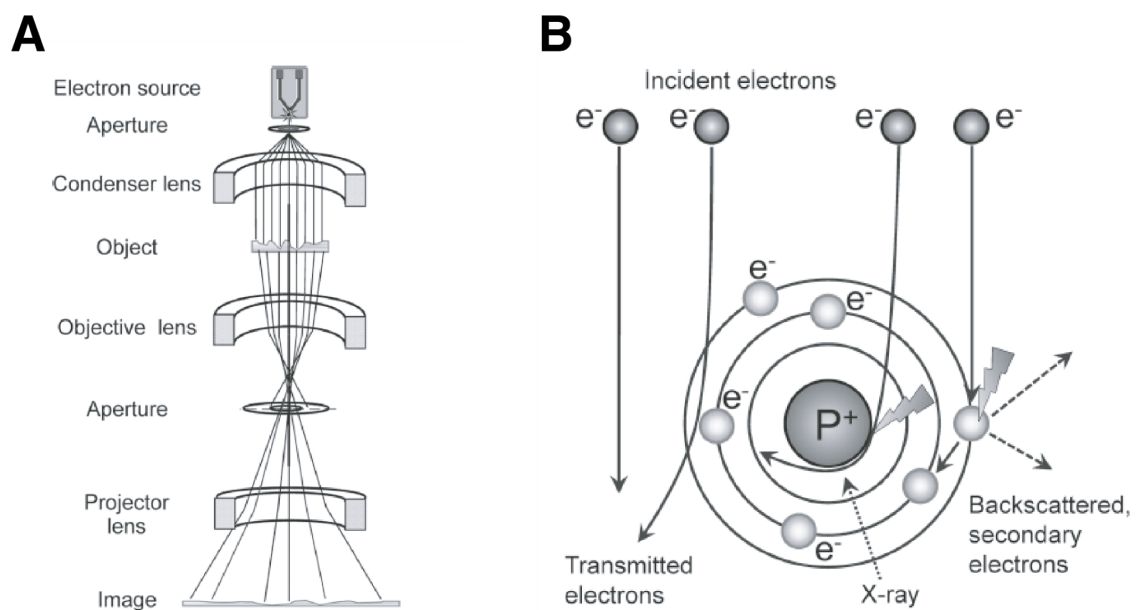 A
Electron source
Aperture
Condenser lens
Object
Objective lens
Aperture
Projector
lens
Image
B
Incident electrons
e-
e-
e-
e-
e-
e-
e-
P+
e-
Transmitted
electrons
X-ray
Backscattered,
secondary
electrons